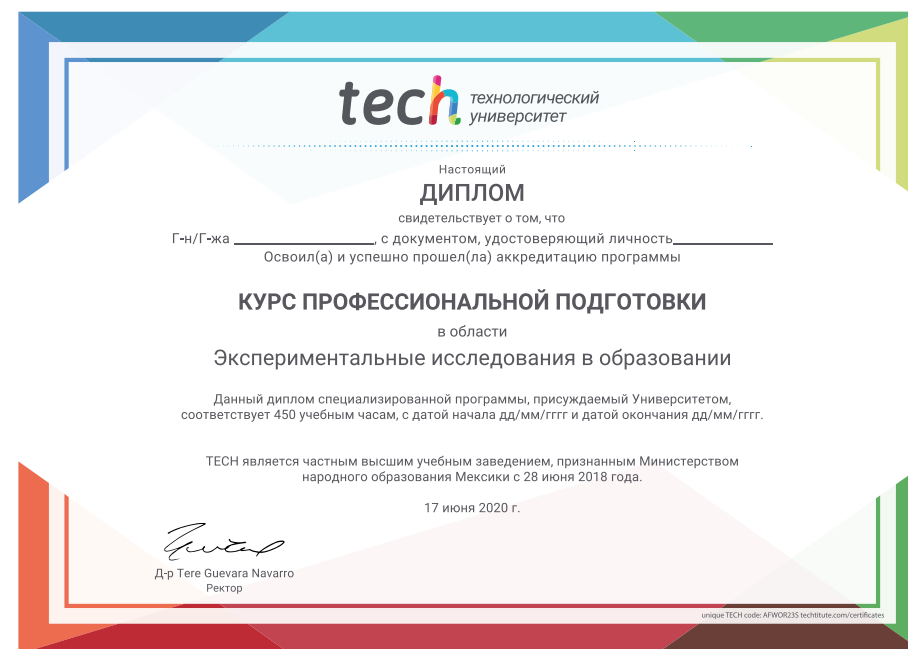 tech технологический
университет
Настоящий
ДИПЛОМ
свидетельствует о том, что
Г-н/Г-жа ____________________, с документом, удостоверяющий личность______________
Освоил(а) и успешно прошел(ла) аккредитацию программы
КУРС ПРОФЕССИОНАЛЬНОЙ ПОДГОТОВКИ
в области
Экспериментальные исследования в образовании
Данный диплом специализированной программы, присуждаемый Университетом,
соответствует 450 учебным часам, с датой начала дд/мм/гггг и датой окончания дд/мм/гггг.
TECH является частным высшим учебным заведением, признанным Министерством
народного образования Мексики с 28 июня 2018 года.
17 июня 2020 г.
Д-р Tere Guevara Navarro
Ректор
unique TECH code: AFWOR23S techtitute.com/certificates